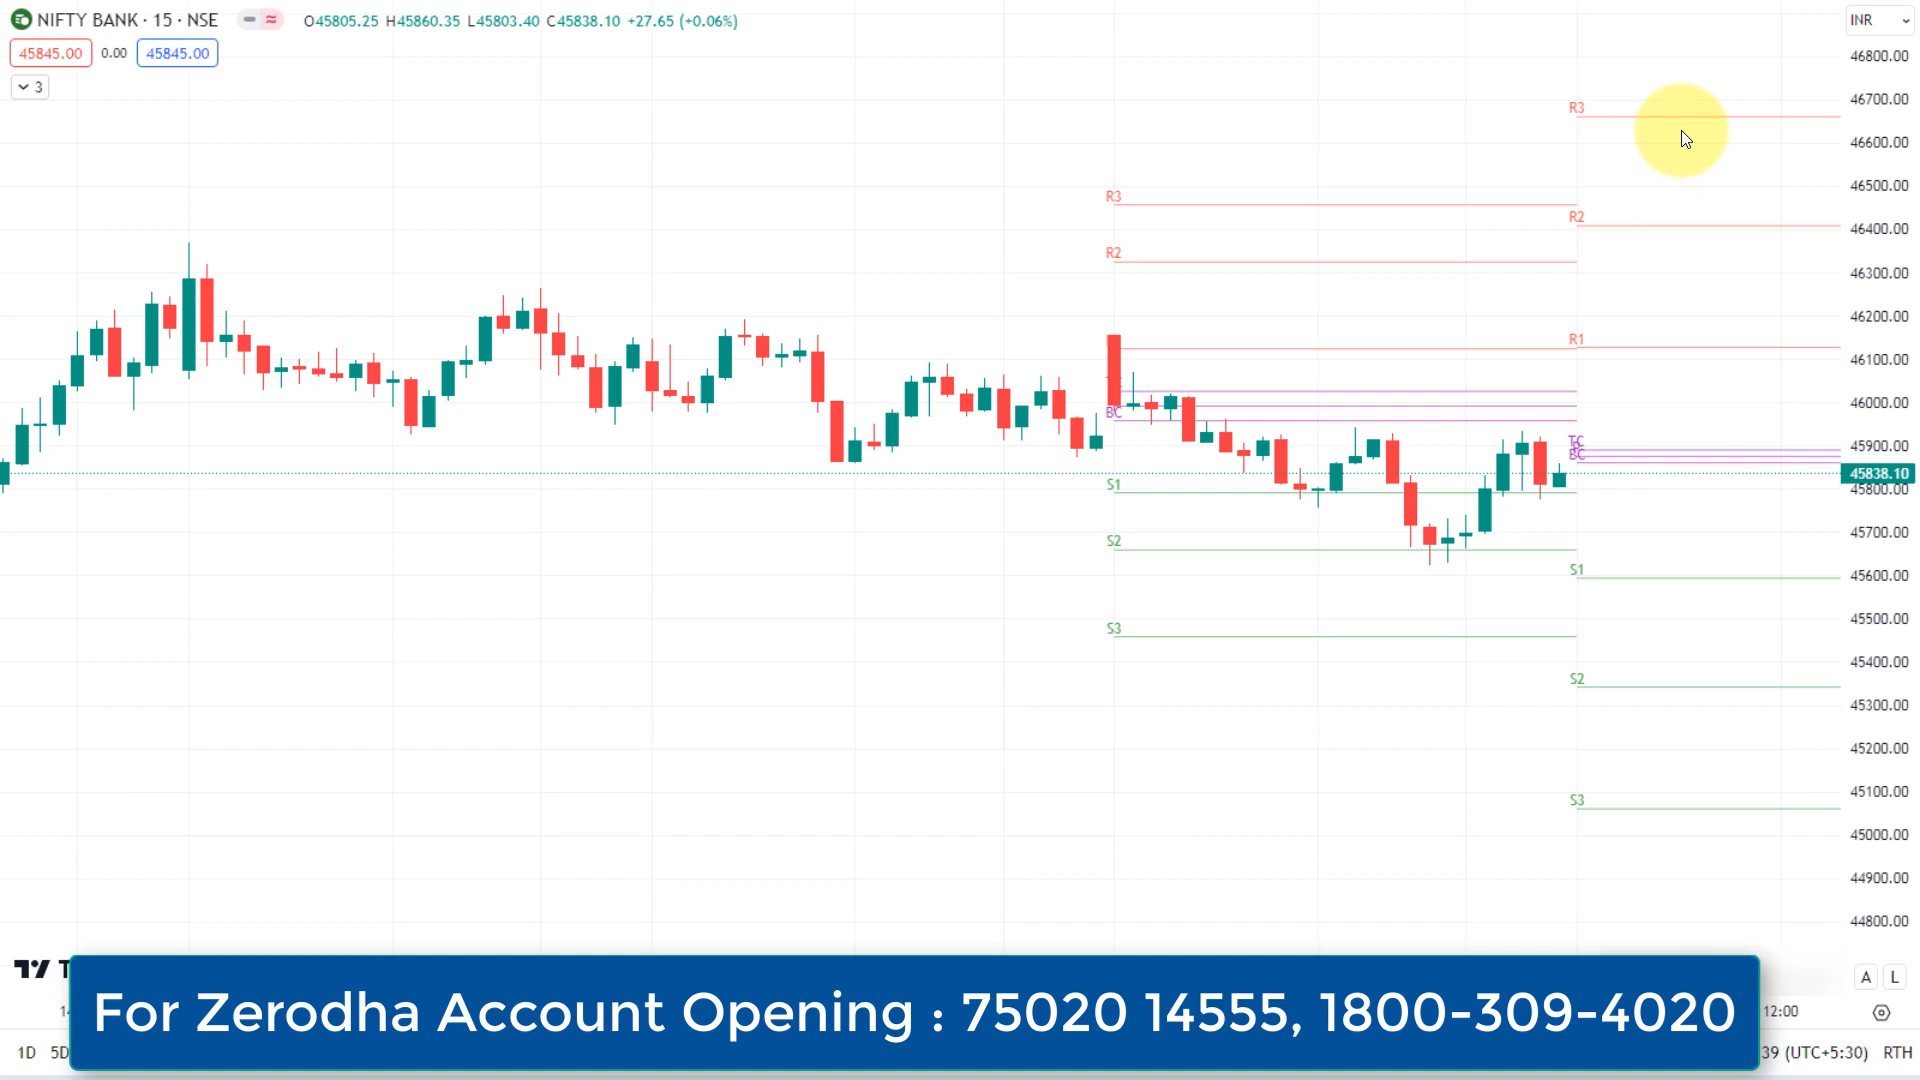 NIFTY BANK · 15 · NSE
O45805.25 H45860.35 L45803.40 C45838.10 +27.65 (+0.06%)
INR
45845.00 0.00 45845.00
3
46800.00
46700.00
R3
46600.00
46500.00
R3
R2
46400.00
R2
46300.00
46200.00
R1
46100.00
46000.00
BC
45900.00
TC
P
BC
45838.10
45800.00
S1
45700.00
S2
45600.00
S1
45500.00
S3
45400.00
S2
45300.00
45200.00
45100.00
S3
45000.00
44900.00
44800.00
A L
For Zerodha Account Opening : 75020 14555, 1800-309-4020
12:00
1D 5D
39 (UTC+5:30) RTH